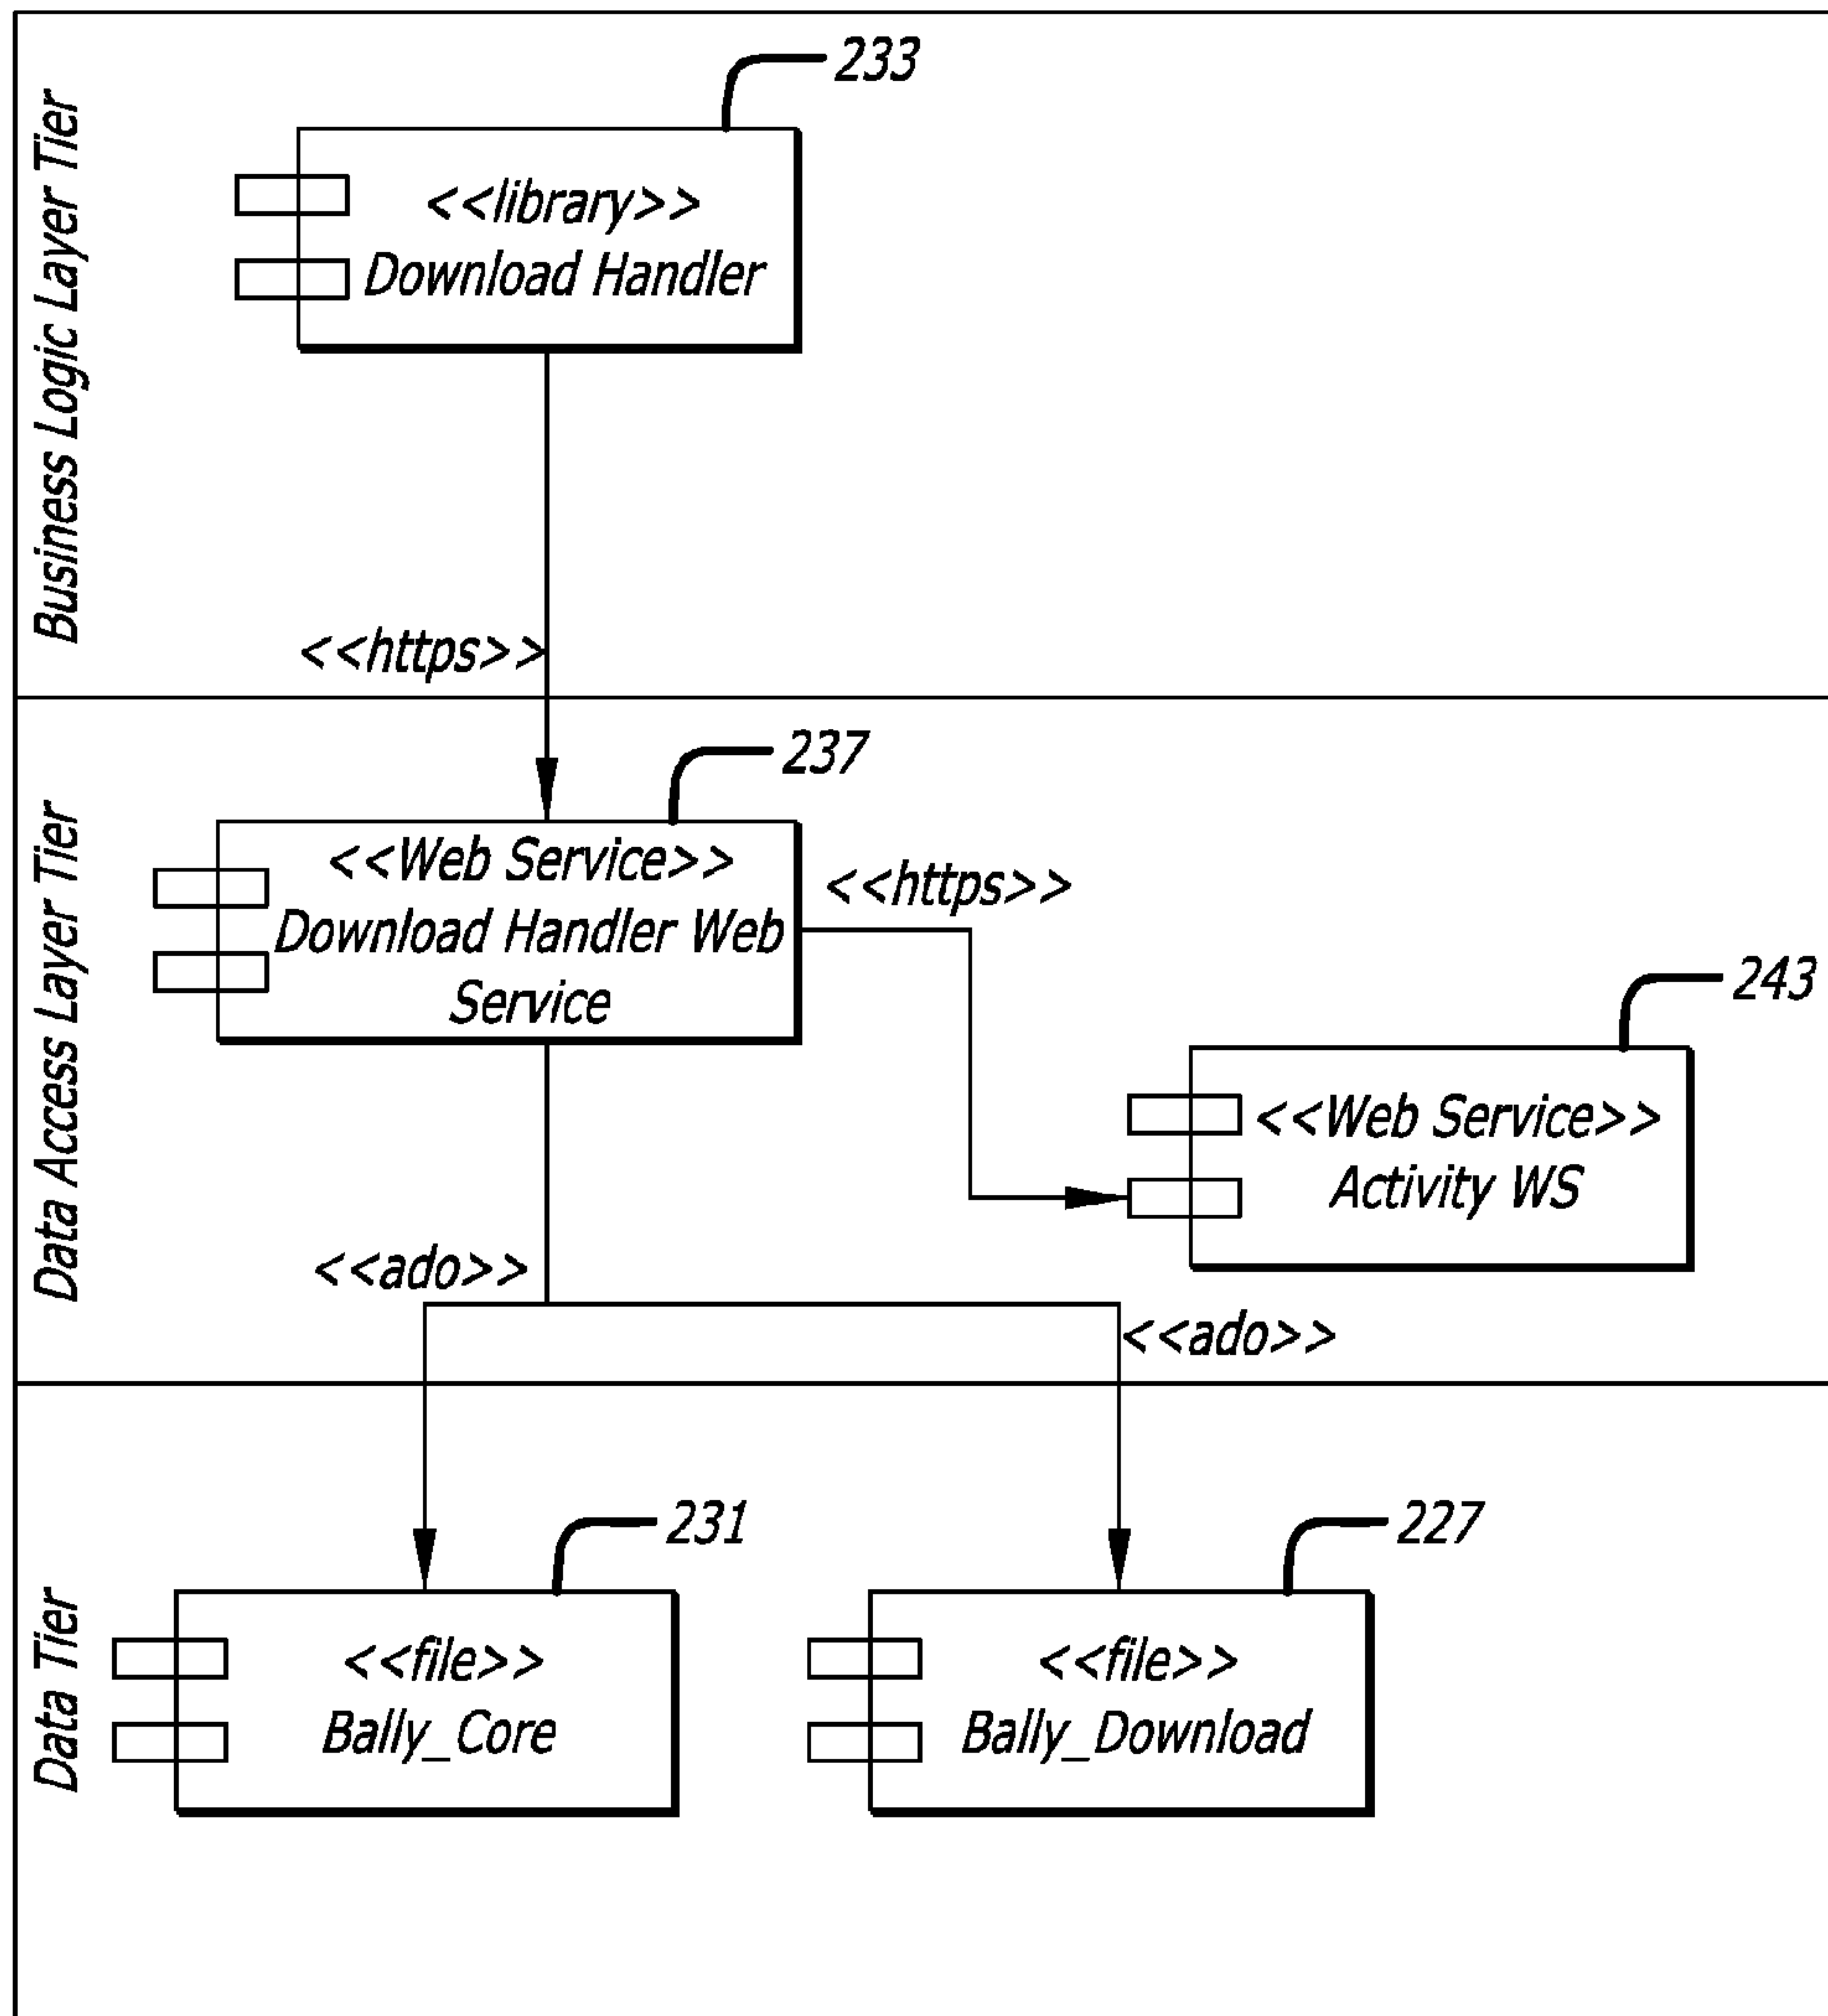 Business Logic Layer Tier
233
<<library>>
Download Handler
<<https>>
Data Access Layer Tier
237
<<Web Service>>
Download Handler Web
Service
<<https>>
243
<<Web Service>>
Activity WS
<<ado>>
<<ado>>
Data Tier
231
<<file>>
Bally_Core
227
<<file>>
Bally_Download